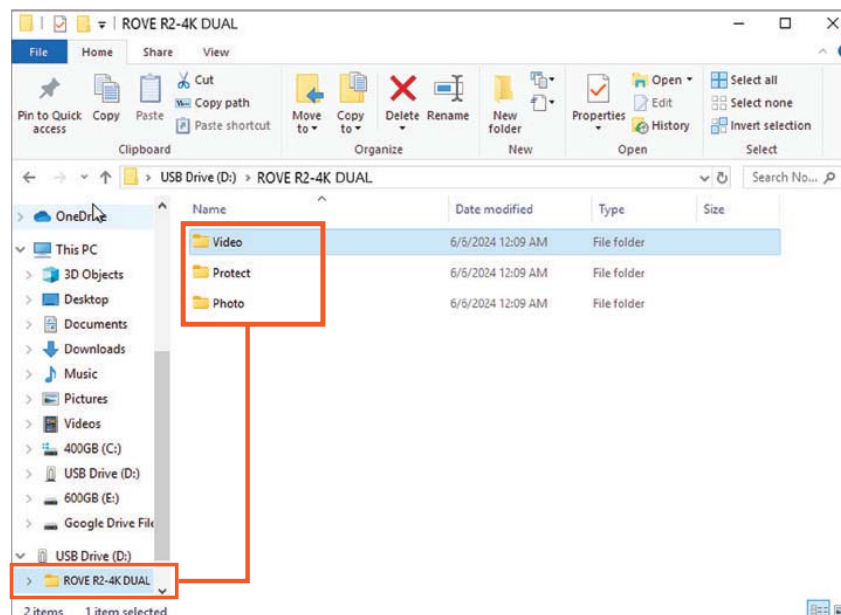 ROVE R2-4K DUAL
File Home Share View
Pin to Quick access
Copy
Paste
Cut
Copy path
Paste shortcut
Clipboard
Move to
Copy to
Delete
Rename
Organize
New folder
New
Properties
Open
Edit
History
Open
Select all
Select none
Invert selection
Select
USB Drive (D:) > ROVE R2-4K DUAL
Search No...
Name Date modified Type Size
Video 6/6/2024 12:09 AM File folder
Protect 6/6/2024 12:09 AM File folder
Photo 6/6/2024 12:09 AM File folder
OneDrive
This PC
3D Objects
Desktop
Documents
Downloads
Music
Pictures
Videos
400GB (C:)
USB Drive (D:)
600GB (E:)
Google Drive File
USB Drive (D:)
ROVE R2-4K DUAL
2 items 1 item selected